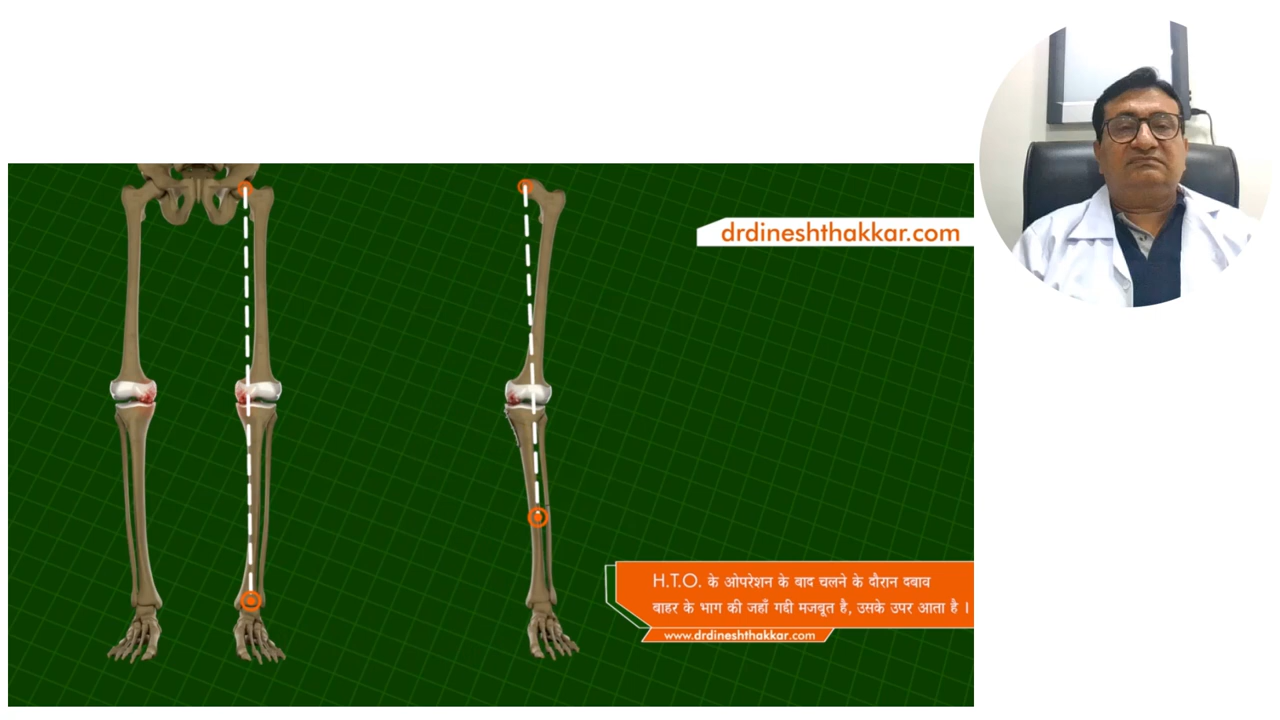 drdineshthakkar.com
H.T.O. के ओपरेशन के बाद चलने के दौरान दबाव
बाहर के भाग की जहाँ गद्दी मजबूत है, उसके उपर आता है ।
www.drdineshthakkar.com